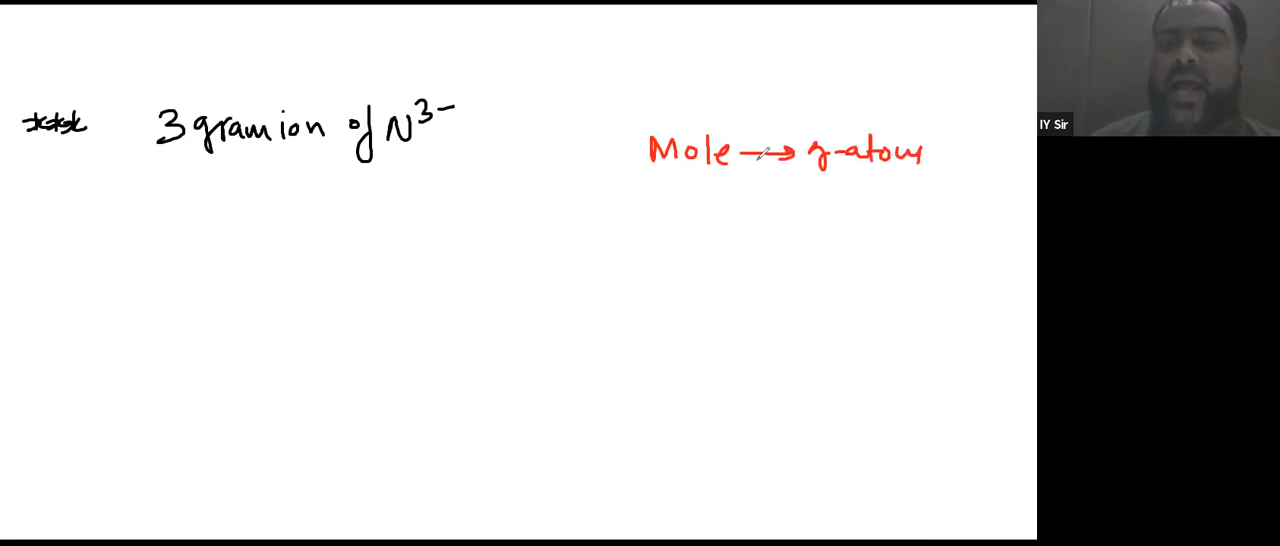 *** 3 gram ion of N³⁻
Mole → g-atom
IY Sir